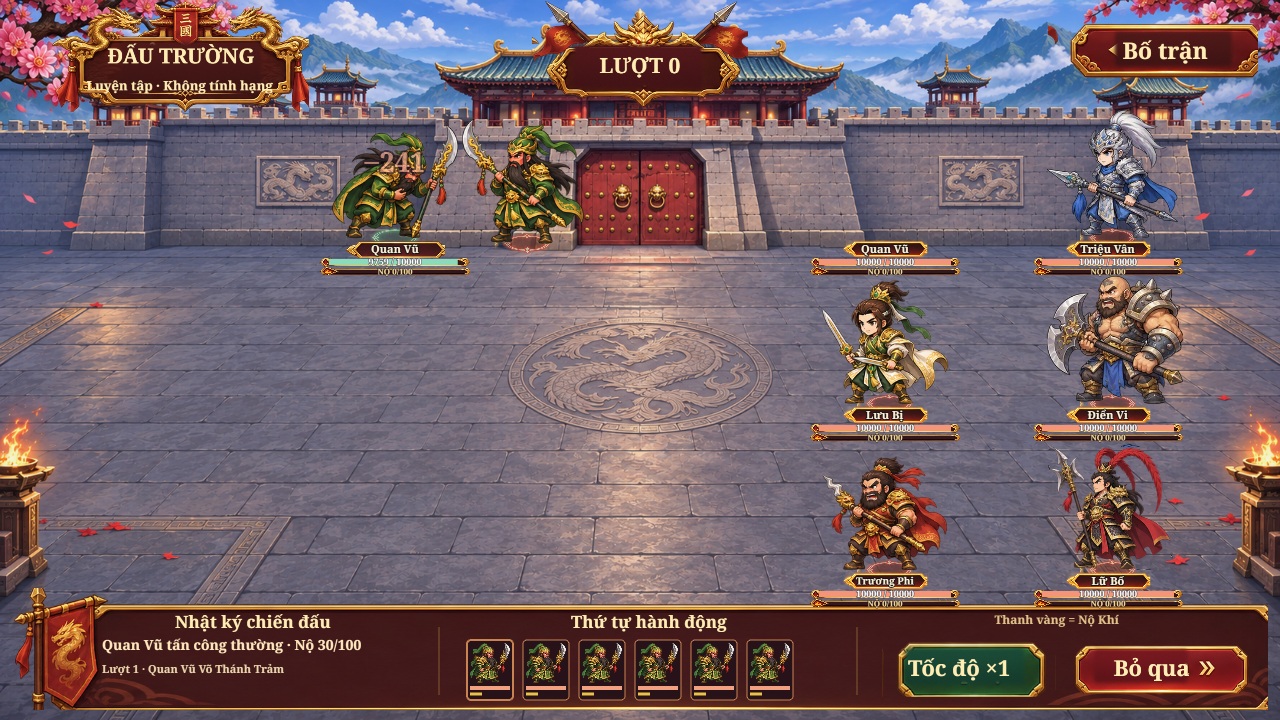 三國
ĐẤU TRƯỜNG
Luyện tập · Không tính hạng
LƯỢT 0
Bố trận
-241
Quan Vũ
9759/10000
NỘ 0/100
Quan Vũ
10000/10000
NỘ 0/100
Triệu Vân
10000/10000
NỘ 0/100
Lưu Bị
10000/10000
NỘ 0/100
Điển Vi
10000/10000
NỘ 0/100
Trương Phi
10000/10000
NỘ 0/100
Lữ Bố
10000/10000
NỘ 0/100
Nhật ký chiến đấu
Quan Vũ tấn công thường · Nộ 30/100
Lượt 1 · Quan Vũ Võ Thánh Trảm
Thứ tự hành động
Thanh vàng = Nộ Khí
Tốc độ ×1
Bỏ qua »